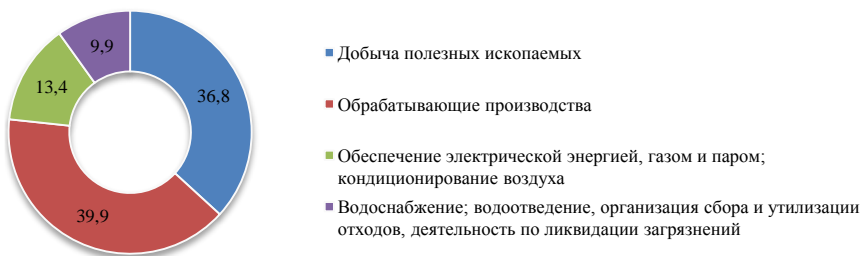 9,9
13,4
36,8
39,9
Добыча полезных ископаемых
Обрабатывающие производства
Обеспечение электрической энергией, газом и паром;
кондиционирование воздуха
Водоснабжение; водоотведение, организация сбора и утилизации
отходов, деятельность по ликвидации загрязнений